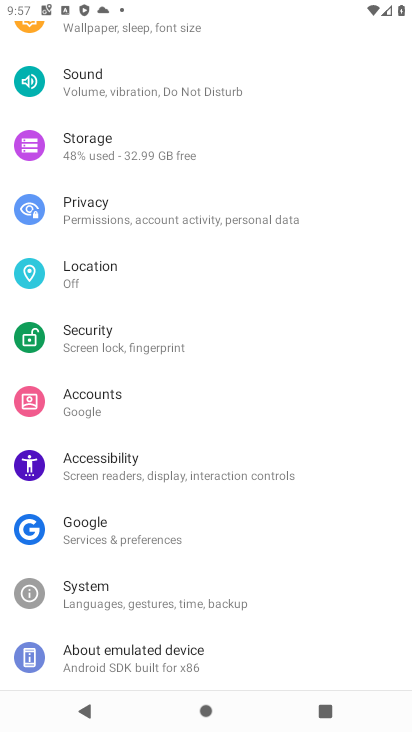 9:57
Wallpaper, sleep, font size
Sound
Volume, vibration, Do Not Disturb
Storage
48% used - 32.99 GB free
Privacy
Permissions, account activity, personal data
Location
Off
Security
Screen lock, fingerprint
Accounts
Google
Accessibility
Screen readers, display, interaction controls
Google
Services & preferences
System
Languages, gestures, time, backup
About emulated device
Android SDK built for x86